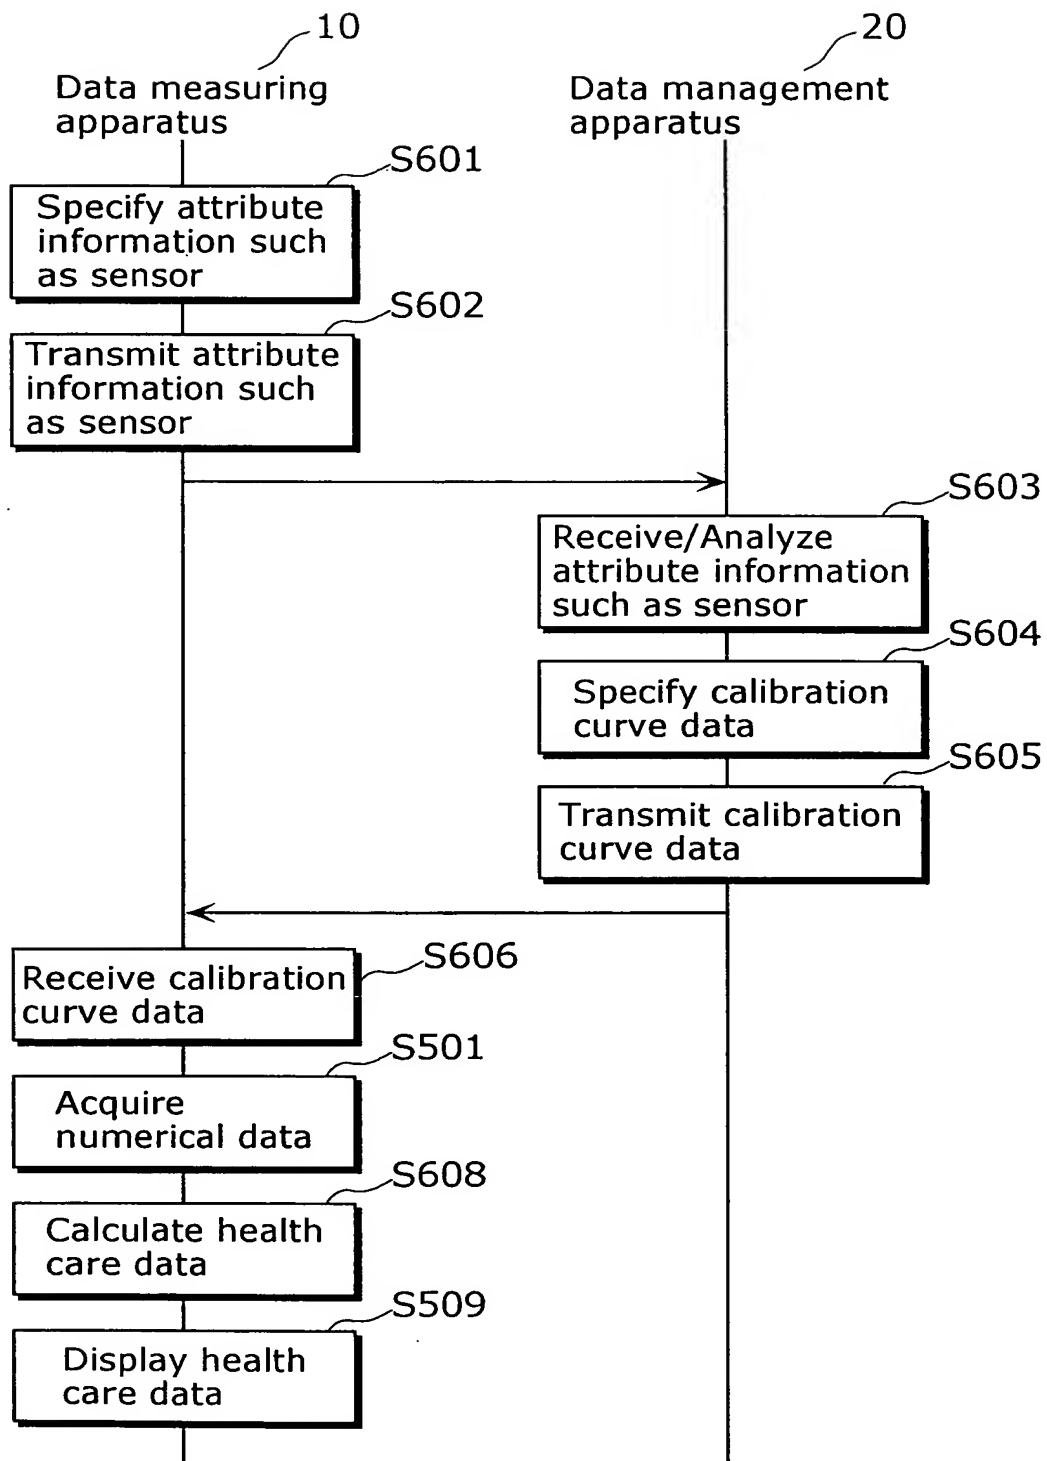 10
20
Data measuring
apparatus
Data management
apparatus
S601
Specify attribute
information such
as sensor
S602
Transmit attribute
information such
as sensor
S603
Receive/Analyze
attribute information
such as sensor
S604
Specify calibration
curve data
S605
Transmit calibration
curve data
S606
Receive calibration
curve data
S501
Acquire
numerical data
S608
Calculate health
care data
S509
Display health
care data